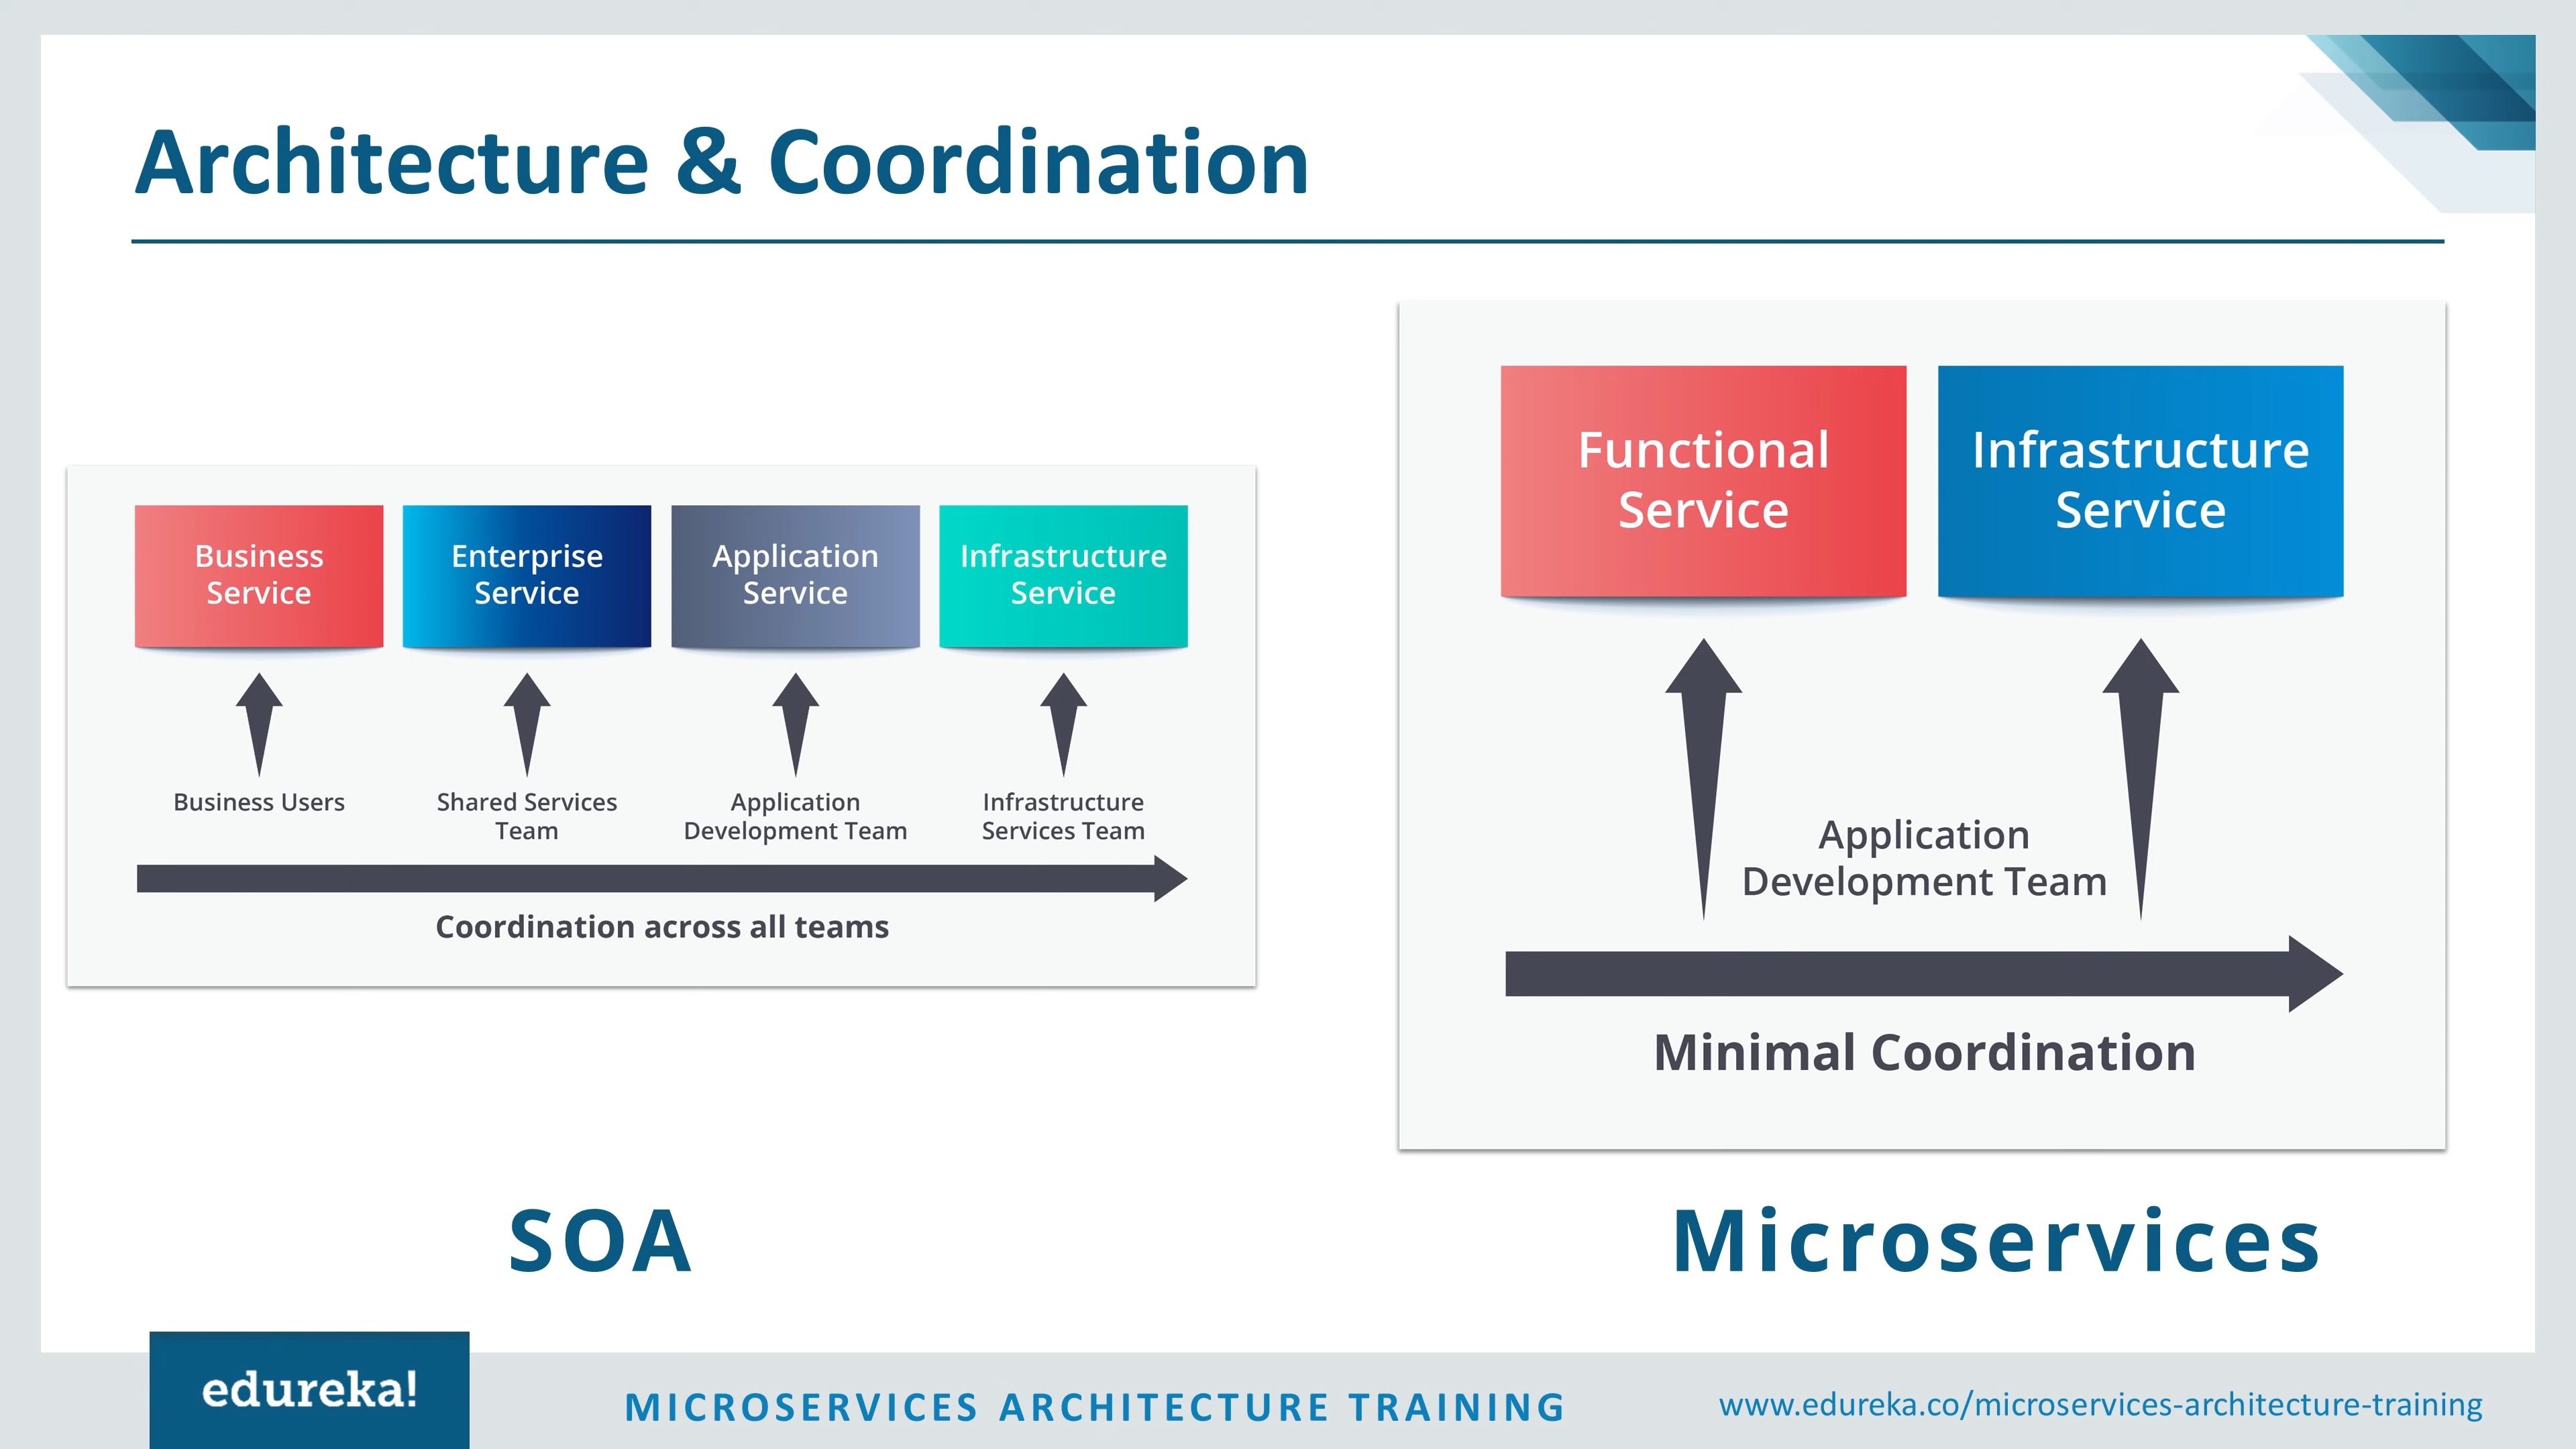 Architecture & Coordination
Business
Service
Enterprise
Service
Application
Service
Infrastructure
Service
Business Users
Shared Services
Team
Application
Development Team
Infrastructure
Services Team
Coordination across all teams
SOA
Functional
Service
Infrastructure
Service
Application
Development Team
Minimal Coordination
Microservices
edureka!
MICROSERVICES ARCHITECTURE TRAINING
www.edureka.co/microservices-architecture-training